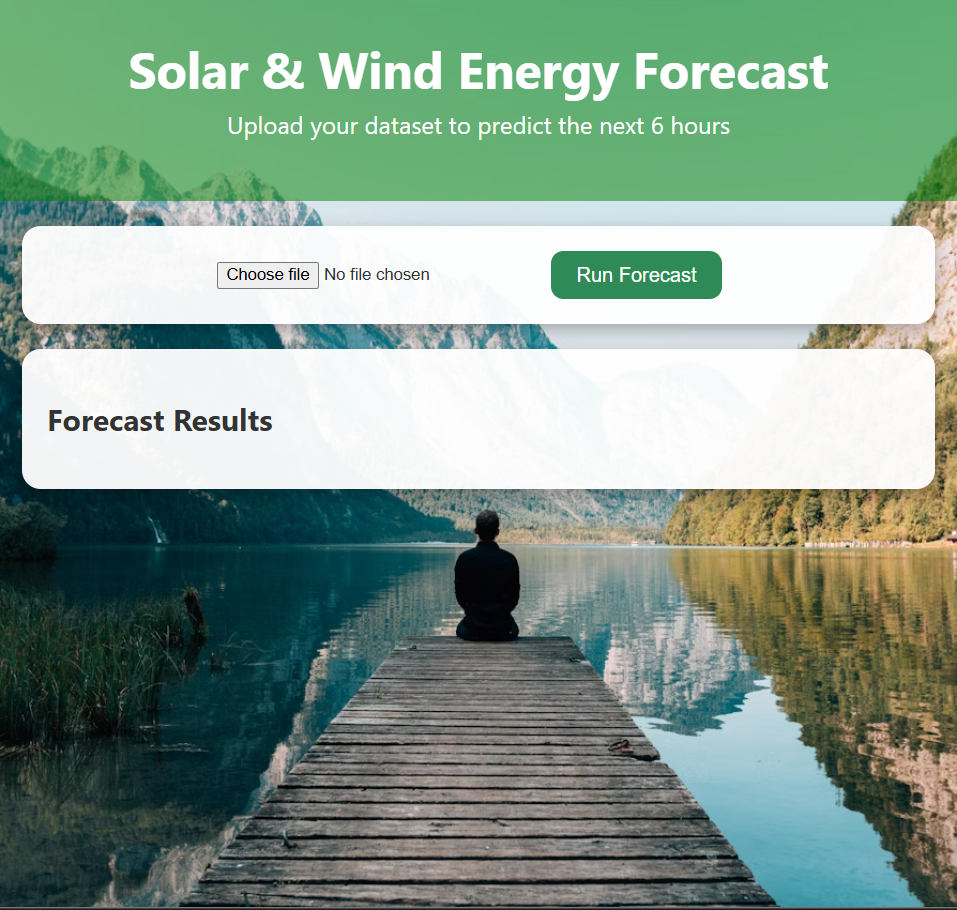 Solar & Wind Energy Forecast
Upload your dataset to predict the next 6 hours
Choose file No file chosen
Run Forecast
Forecast Results